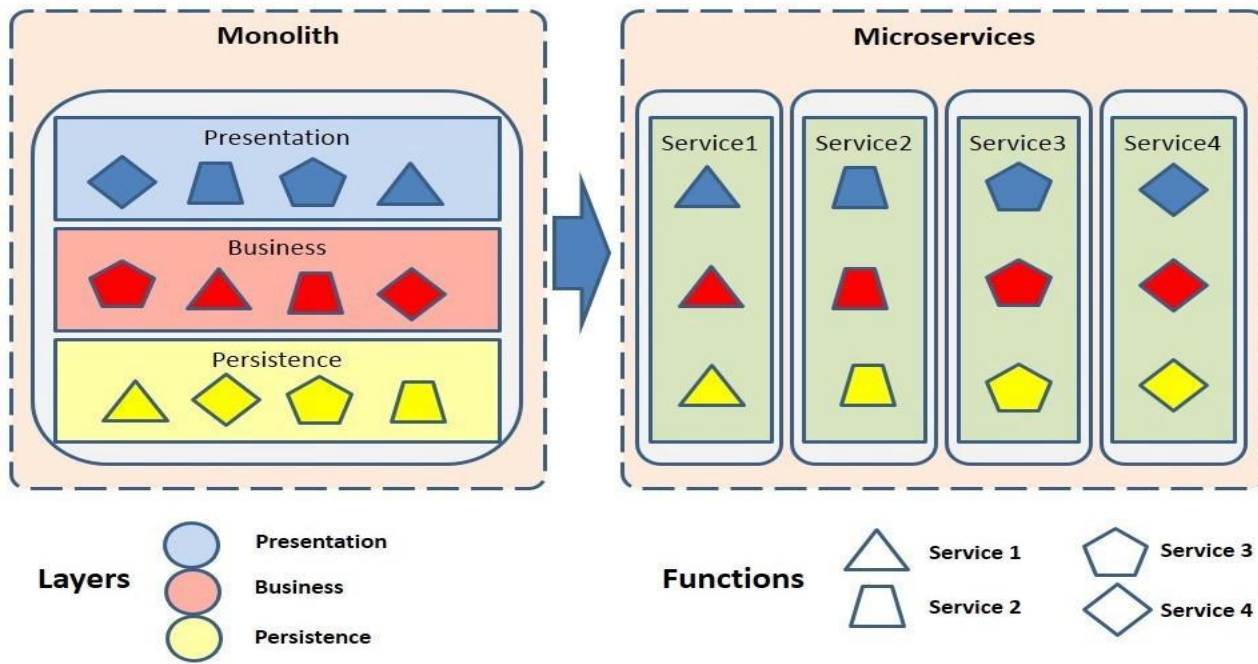 Monolith
Presentation
Business
Persistence
Microservices
Service1
Service2
Service3
Service4
Layers
Presentation
Business
Persistence
Functions
Service 1
Service 2
Service 3
Service 4